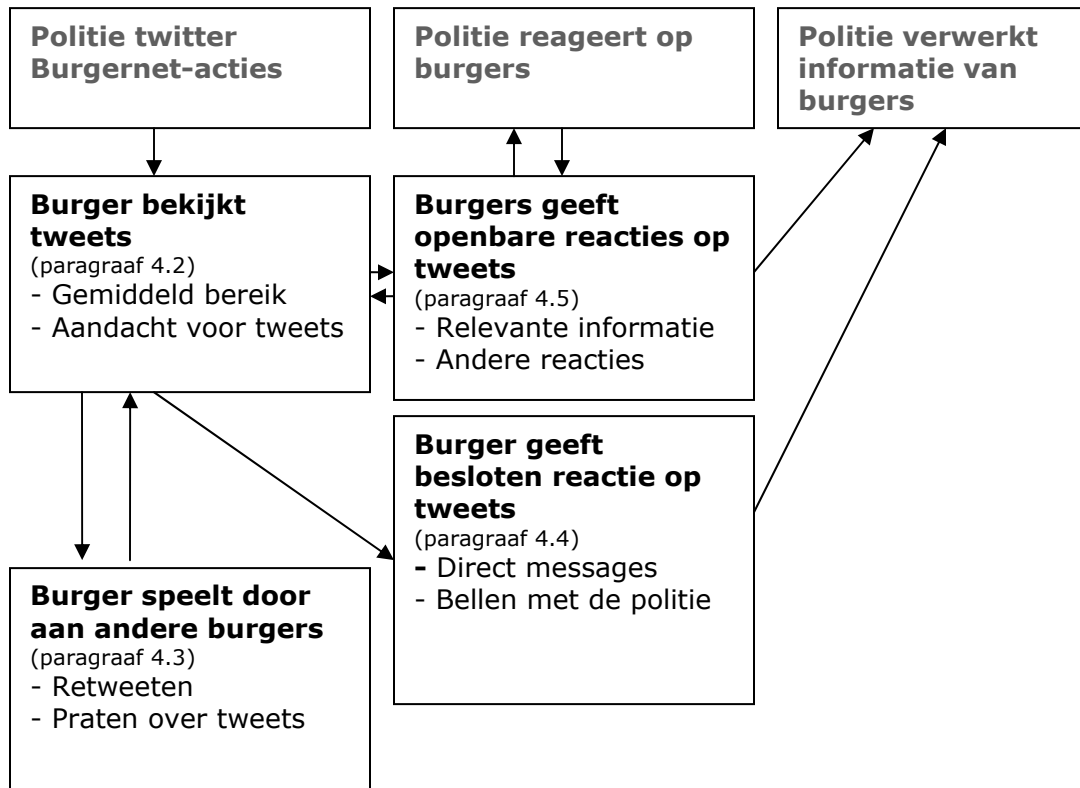 Politie twitter
Burgernet-acties
Politie reageert op
burgers
Politie verwerkt
informatie van
burgers
Burger bekijkt
tweets
(paragraaf 4.2)
- Gemiddeld bereik
- Aandacht voor tweets
Burgers geeft
openbare reacties op
tweets
(paragraaf 4.5)
- Relevante informatie
- Andere reacties
Burger geeft
besloten reactie op
tweets
(paragraaf 4.4)
- Direct messages
- Bellen met de politie
Burger speelt door
aan andere burgers
(paragraaf 4.3)
- Retweeten
- Praten over tweets